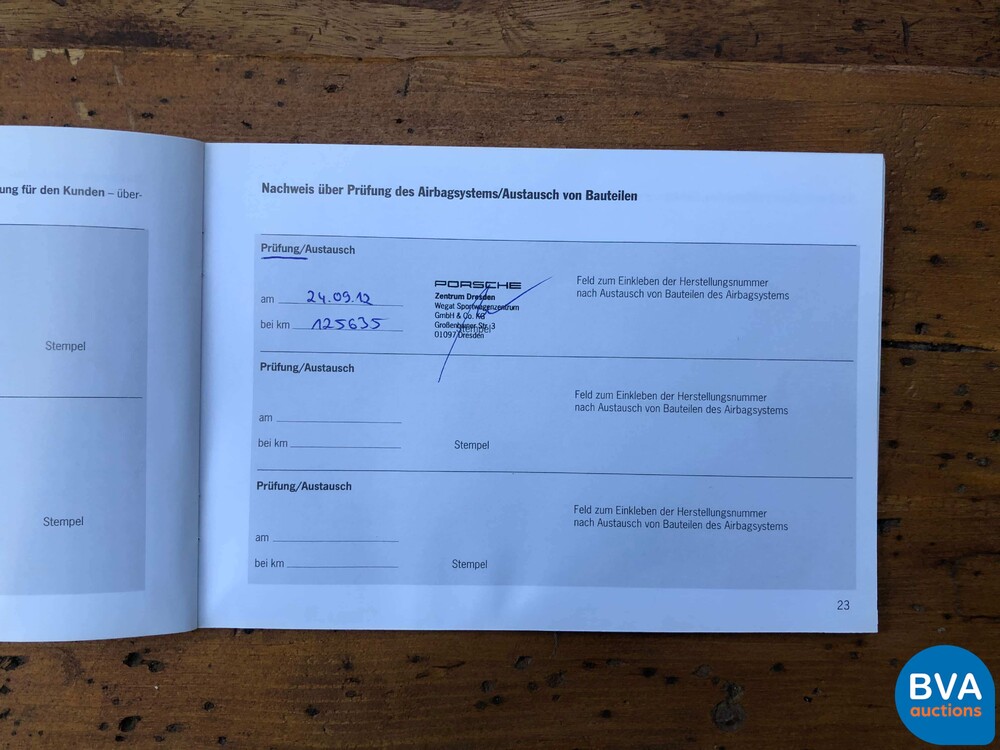 ung für den Kunden – über-
Stempel
Stempel
Nachweis über Prüfung des Airbagsystems/Austausch von Bauteilen
Prüfung/Austausch
am 24.09.12
bei km 125635
PORSCHE
Zentrum Dresden
Wegat Sportwagenzentrum
GmbH & Co. KG
Großenhainer Str. 3
01097 Dresden
Stempel
Feld zum Einkleben der Herstellungsnummer
nach Austausch von Bauteilen des Airbagsystems
Prüfung/Austausch
am
bei km
Stempel
Feld zum Einkleben der Herstellungsnummer
nach Austausch von Bauteilen des Airbagsystems
Prüfung/Austausch
am
bei km
Stempel
Feld zum Einkleben der Herstellungsnummer
nach Austausch von Bauteilen des Airbagsystems
23
BVA
auctions